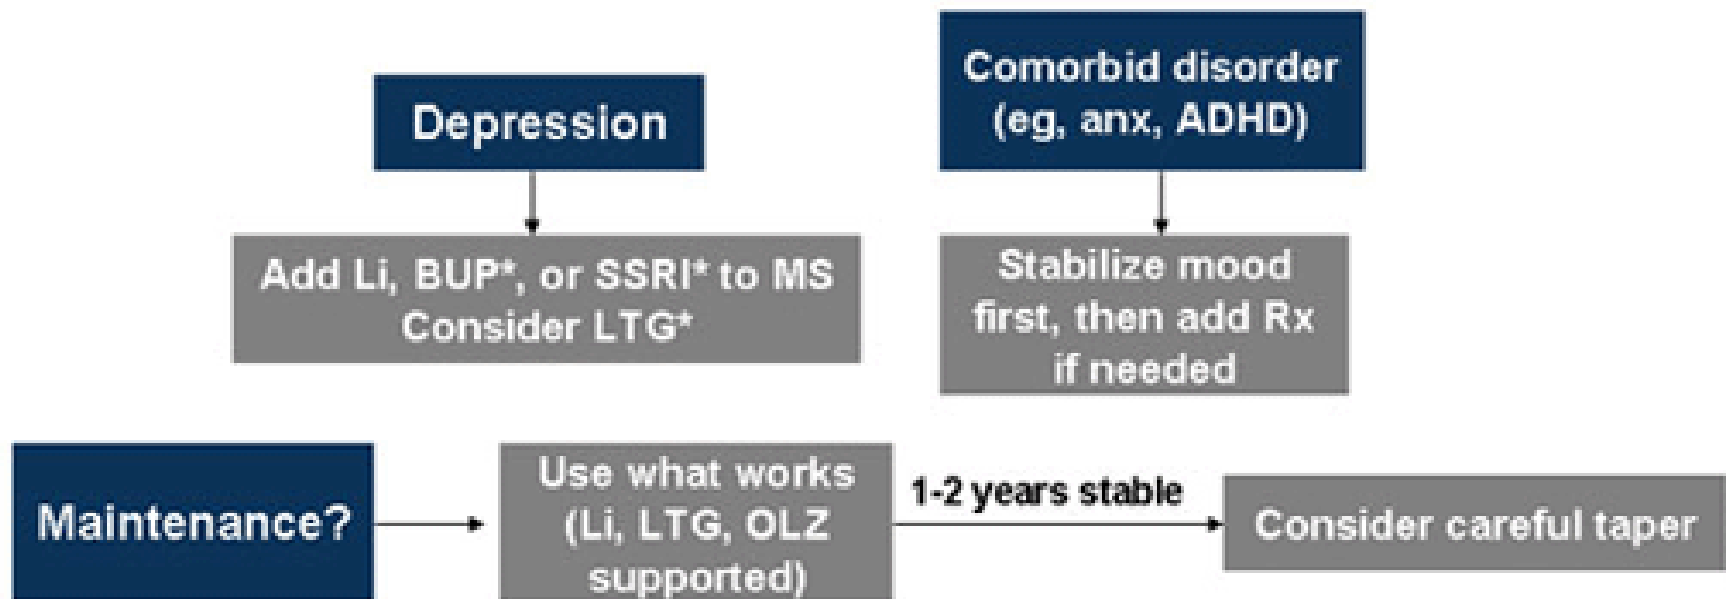 Depression
Comorbid disorder
(eg, anx, ADHD)
Add Li, BUP*, or SSRI* to MS
Consider LTG*
Stabilize mood
first, then add Rx
if needed
Maintenance?
Use what works
(Li, LTG, OLZ
supported)
1-2 years stable
Consider careful taper